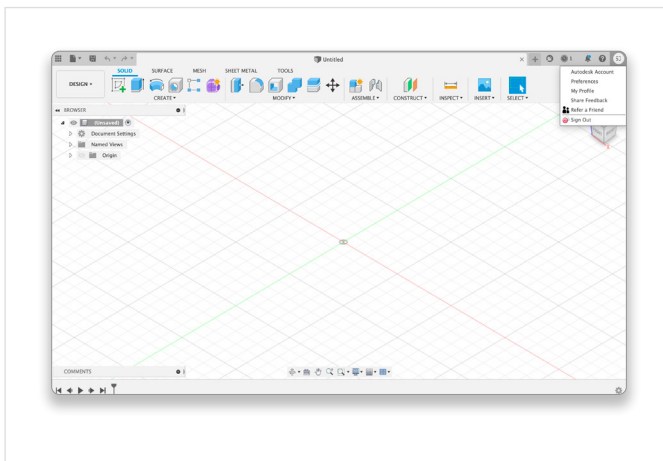 Untitled
SOLID SURFACE MESH SHEET METAL TOOLS
DESIGN
CREATE MODIFY ASSEMBLE CONSTRUCT INSPECT INSERT SELECT
Autodesk Account
Preferences
My Profile
Share Feedback
Refer a Friend
Sign Out
BROWSER
(Unsaved)
Document Settings
Named Views
Origin
COMMENTS